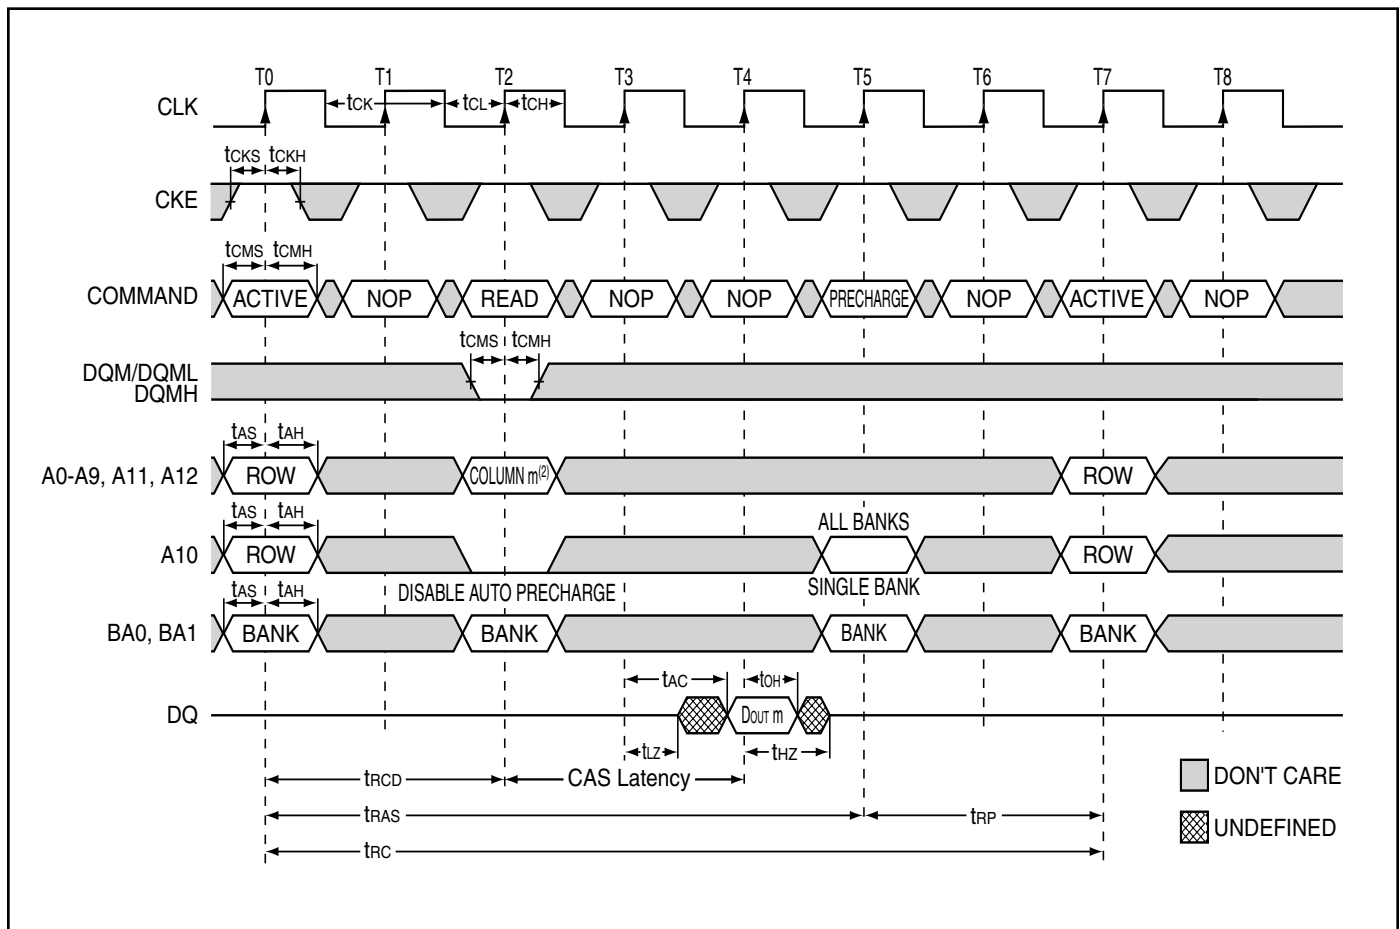 T0 T1 T2 T3 T4 T5 T6 T7 T8
CLK tCK tCL tCH
tCKS tCKH
CKE
tCMS tCMH
COMMAND ACTIVE NOP READ NOP NOP PRECHARGE NOP ACTIVE NOP
tCMS tCMH
DQM/DQML
DQMH
tAS tAH
A0-A9, A11, A12 ROW COLUMN m(2) ROW
tAS tAH ALL BANKS
A10 ROW ROW
DISABLE AUTO PRECHARGE SINGLE BANK
tAS tAH
BA0, BA1 BANK BANK BANK BANK
tAC tOH
DQ DOUT m
tLZ tHZ
tRCD CAS Latency
DON'T CARE
tRAS tRP
UNDEFINED
tRC